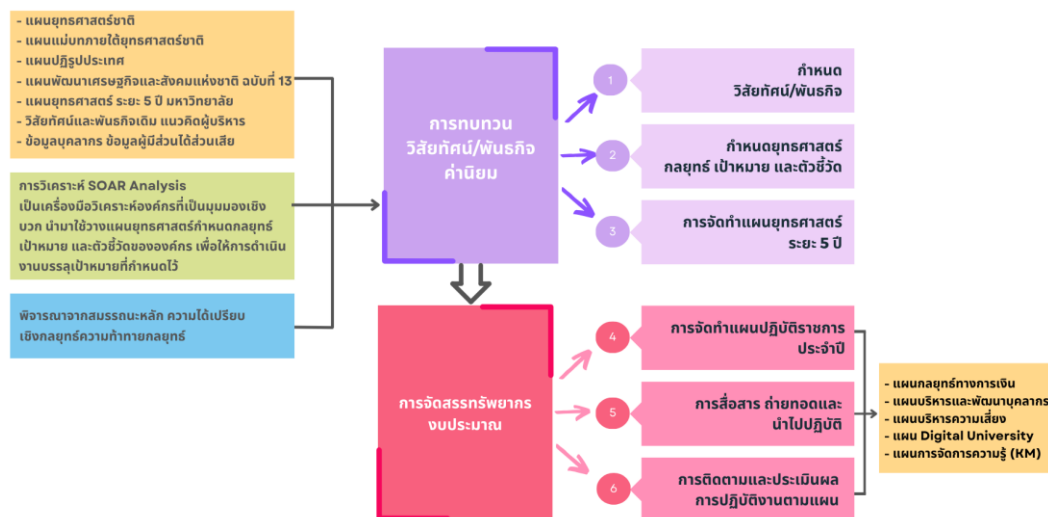 - แผนยุทธศาสตร์ชาติ
- แผนแม่บทภายใต้ยุทธศาสตร์ชาติ
- แผนปฏิรูปประเทศ
- แผนพัฒนาเศรษฐกิจและสังคมแห่งชาติ ฉบับที่ 13
- แผนยุทธศาสตร์ ระยะ 5 ปี มหาวิทยาลัย
- วิสัยทัศน์และพันธกิจเดิม แนวคิดผู้บริหาร
- ข้อมูลบุคลากร ข้อมูลผู้มีส่วนได้ส่วนเสีย
การวิเคราะห์ SOAR Analysis
เป็นเครื่องมือวิเคราะห์องค์กรที่เป็นมุมมองเชิง
บวก นำมาใช้วางแผนยุทธศาสตร์กำหนดกลยุทธ์
เป้าหมาย และตัวชี้วัดขององค์กร เพื่อให้การดำเนิน
งานบรรลุเป้าหมายที่กำหนดไว้
พิจารณาจากสมรรถนะหลัก ความได้เปรียบ
เชิงกลยุทธ์ความท้าทายกลยุทธ์
การทบทวน
วิสัยทัศน์/พันธกิจ
ค่านิยม
1
กำหนด
วิสัยทัศน์/พันธกิจ
2
กำหนดยุทธศาสตร์
กลยุทธ์ เป้าหมาย และตัวชี้วัด
3
การจัดทำแผนยุทธศาสตร์
ระยะ 5 ปี
การจัดสรรทรัพยากร
งบประมาณ
4
การจัดทำแผนปฏิบัติราชการ
ประจำปี
5
การสื่อสาร ถ่ายทอดและ
นำไปปฏิบัติ
6
การติดตามและประเมินผล
การปฏิบัติงานตามแผน
- แผนกลยุทธ์ทางการเงิน
- แผนบริหารและพัฒนาบุคลากร
- แผนบริหารความเสี่ยง
- แผน Digital University
- แผนการจัดการความรู้ (KM)